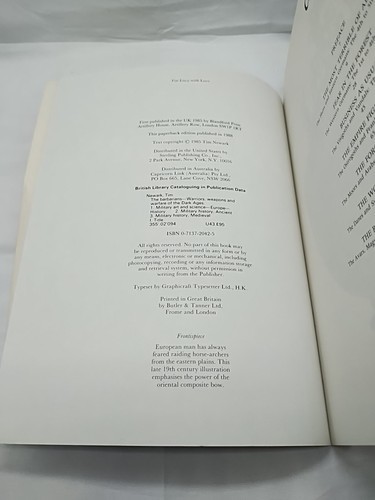 First published in the UK 1985 by Blandford Press,
Artillery House, Artillery Row, London SW1P 1RT
This paperback edition published in 1988
Text copyright © 1985 Tim Newark
Distributed in the United States by
Sterling Publishing Co., Inc.,
2 Park Avenue, New York, N.Y. 10016
Distributed in Australia by
Capricorn Link (Australia) Pty Ltd,
PO Box 665, Lane Cove, NSW 2066
British Library Cataloguing in Publication Data
Newark, Tim
The barbarians—Warriors: weapons and
warfare of the Dark Ages.
1. Military art and science—Europe—
History 2. Military history, Ancient
3. Military history, Medieval
I. Title
355'.02'094 U43.E95
ISBN 0-7137-2042-5
All rights reserved. No part of this book may
be reproduced or transmitted in any form or
by any means, electronic or mechanical, including
photocopying, recording or any information storage
and retrieval system, without permission in
writing from the Publisher.
Typeset by Graphicraft Typesetters Ltd., H.K.
Printed in Great Britain
by Butler & Tanner Ltd,
Frome and London
Frontispiece
European man has always
feared raiding horse-archers
from the eastern plains. This
late 19th century illustration
emphasises the power of the
oriental composite bow.
PREFACE